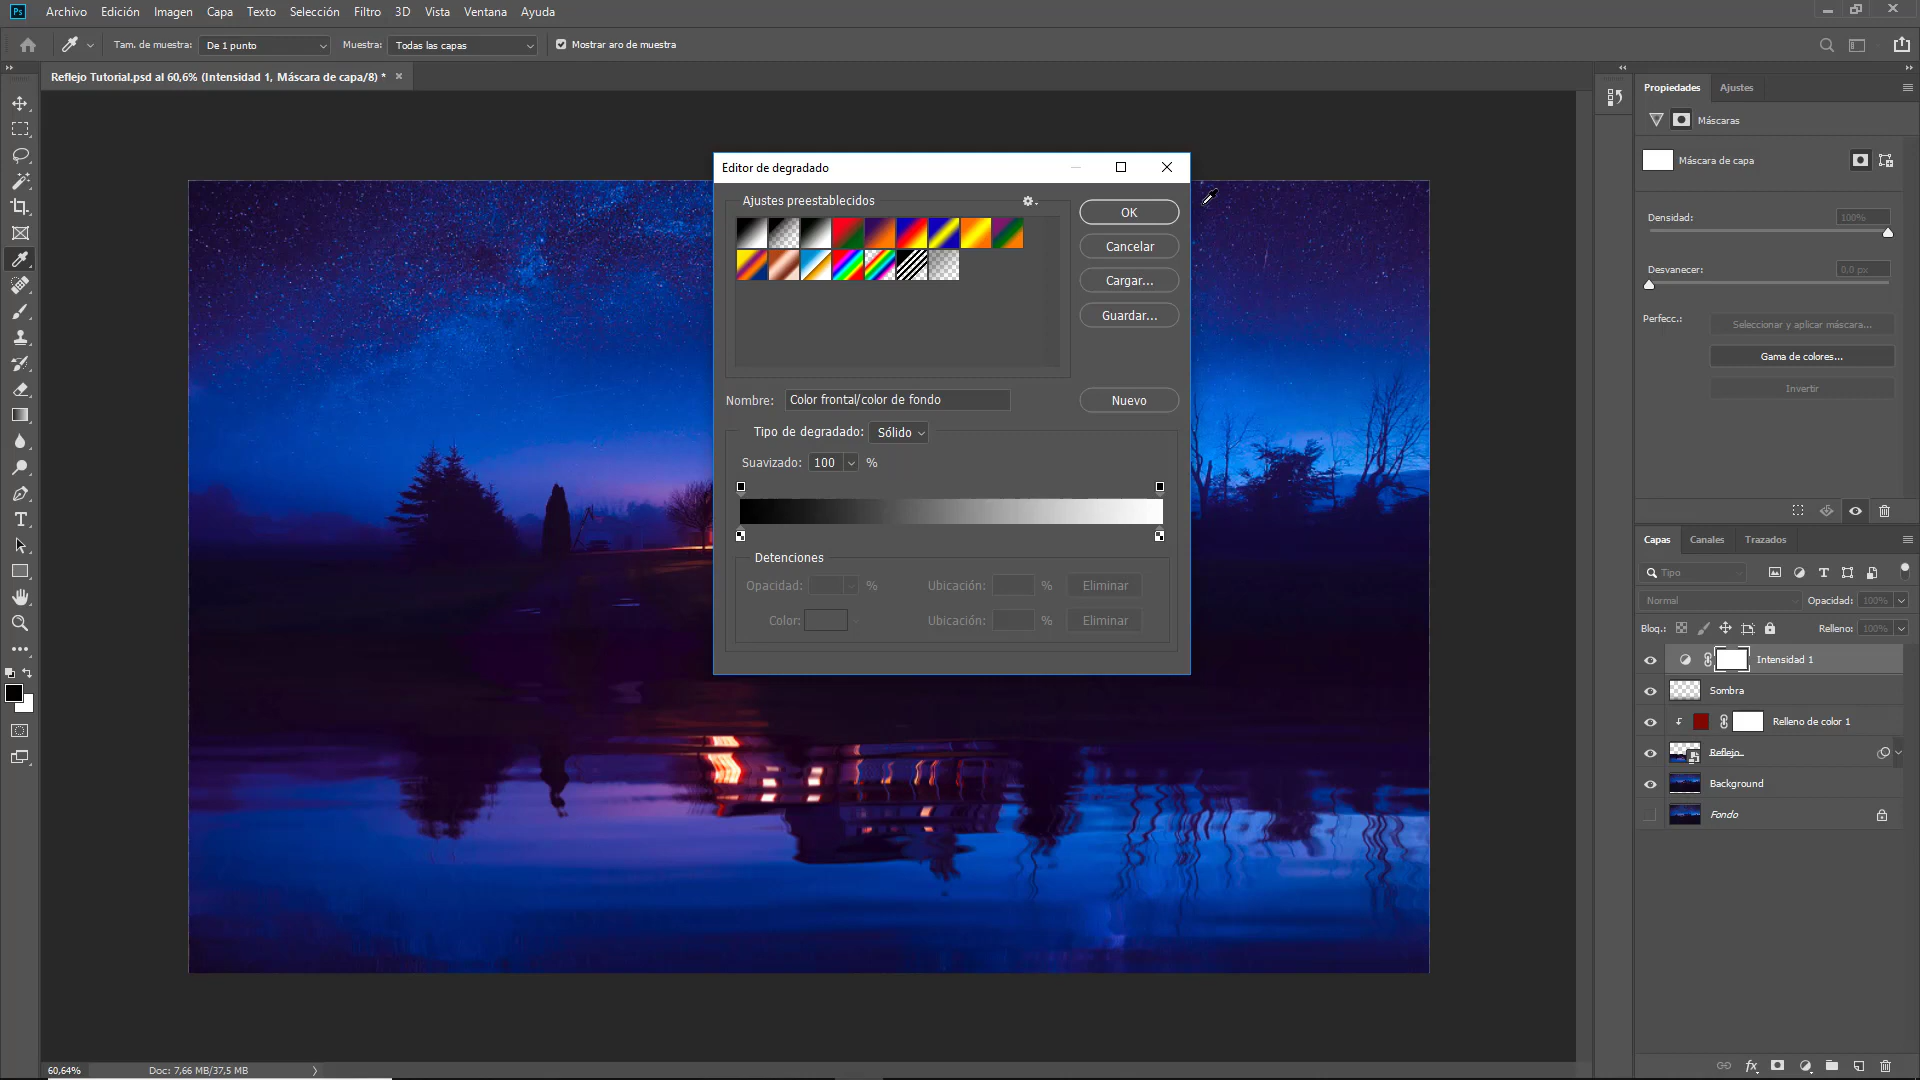 Ps Archivo Edición Imagen Capa Texto Selección Filtro 3D Vista Ventana Ayuda
Tam. de muestra: De 1 punto Muestra: Todas las capas Mostrar aro de muestra
Reflejo Tutorial.psd al 60,6% (Intensidad 1, Máscara de capa/8) *
Editor de degradado
Ajustes preestablecidos
OK
Cancelar
Cargar...
Guardar...
Nombre: Color frontal/color de fondo Nuevo
Tipo de degradado: Sólido
Suavizado: 100 %
Detenciones
Opacidad: % Ubicación: % Eliminar
Color: Ubicación: % Eliminar
Propiedades Ajustes
Máscaras
Máscara de capa
Densidad: 100%
Desvanecer: 0,0 px
Perfecc.: Seleccionar y aplicar máscara...
Gama de colores...
Invertir
Capas Canales Trazados
Tipo
Normal Opacidad: 100%
Bloq.: Relleno: 100%
Intensidad 1
Sombra
Relleno de color 1
Reflejo
Background
Fondo
60,64% Doc: 7,66 MB/37,5 MB